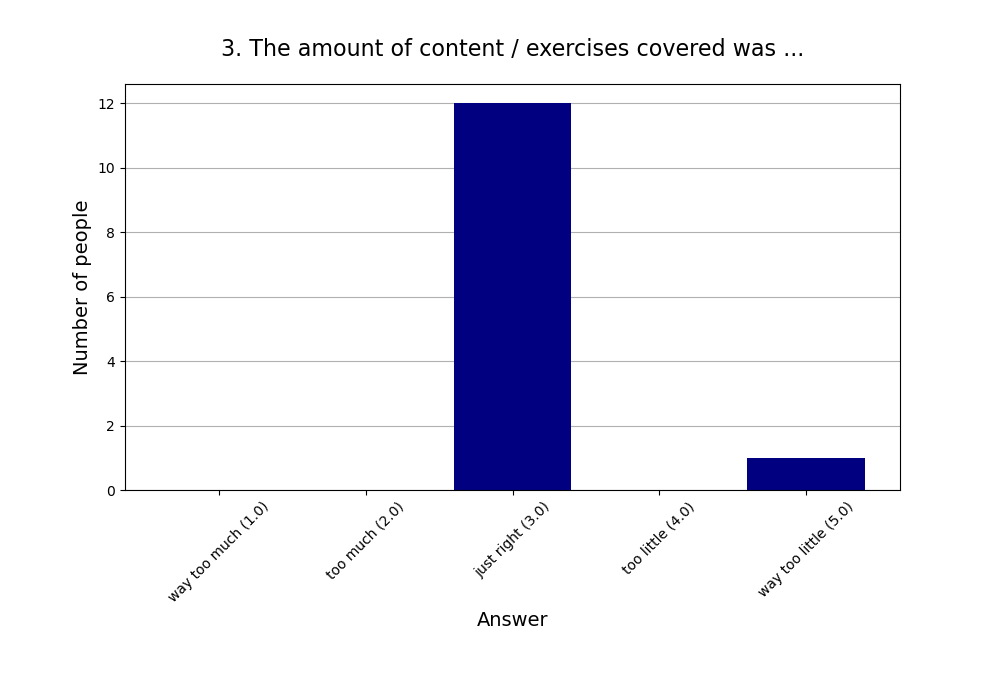 3. The amount of content / exercises covered was ...
12
10
8
6
4
2
0
Number of people
way too much (1.0)
too much (2.0)
just right (3.0)
too little (4.0)
way too little (5.0)
Answer